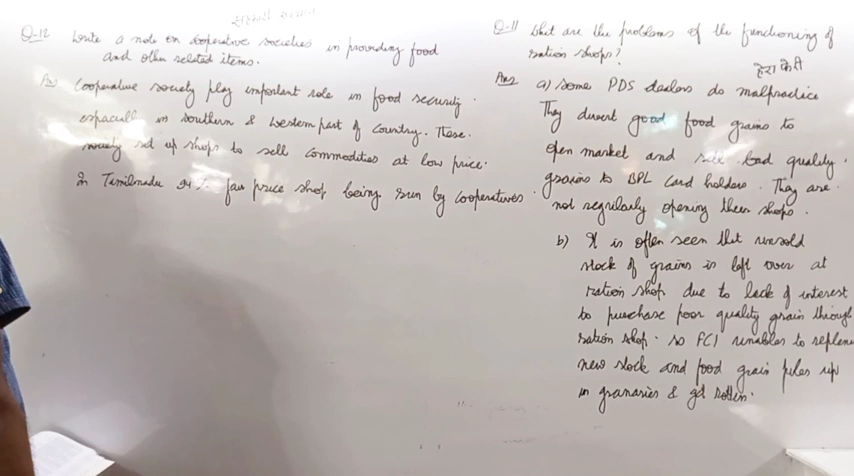 Q-12 Write a note on cooperative societies in providing food
and other related items.
Ans Cooperative society play important role in food security.
espacially in southern & western part of country. These.
society set up shops to sell commodities at low price.
In Tamilnadu 94% fair price shop being run by cooperatives.
Q-11 What are the problems of the functioning of
ration shops?
हेरा फेरी
Ans a) Some PDS dealers do malpractice
They divert good food grains to
open market and sale bad quality.
grains to BPL Card holders. They are.
not regularly opening their shops.
b) It is often seen that unsold
stock of grains is left over at
ration shop. due to lack of interest
to purchase poor quality grain through
ration shop. so FCI unables to replen
new stock and food grain piles up
in granaries & get rotten.